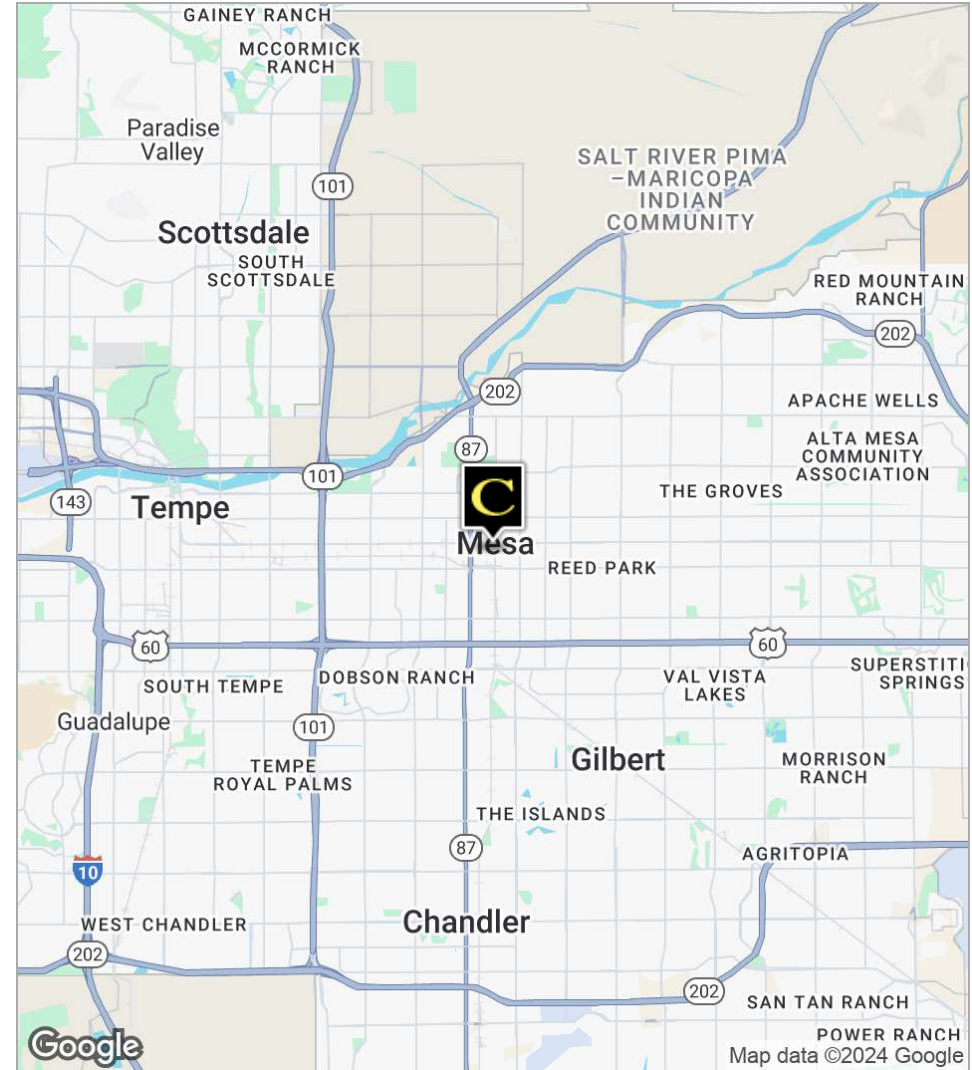 GAINEY RANCH
MCCORMICK
RANCH
Paradise
Valley
SALT RIVER PIMA
–MARICOPA
INDIAN
COMMUNITY
101
Scottsdale
SOUTH
SCOTTSDALE
RED MOUNTAIN
RANCH
202
202
APACHE WELLS
ALTA MESA
COMMUNITY
ASSOCIATION
87
101
THE GROVES
143
Tempe
C
Mesa
REED PARK
60
60
SOUTH TEMPE
DOBSON RANCH
VAL VISTA
LAKES
SUPERSTITI
SPRINGS
Guadalupe
101
TEMPE
ROYAL PALMS
Gilbert
MORRISON
RANCH
THE ISLANDS
87
AGRITOPIA
10
WEST CHANDLER
Chandler
202
202
SAN TAN RANCH
POWER RANCH
Google
Map data ©2024 Google